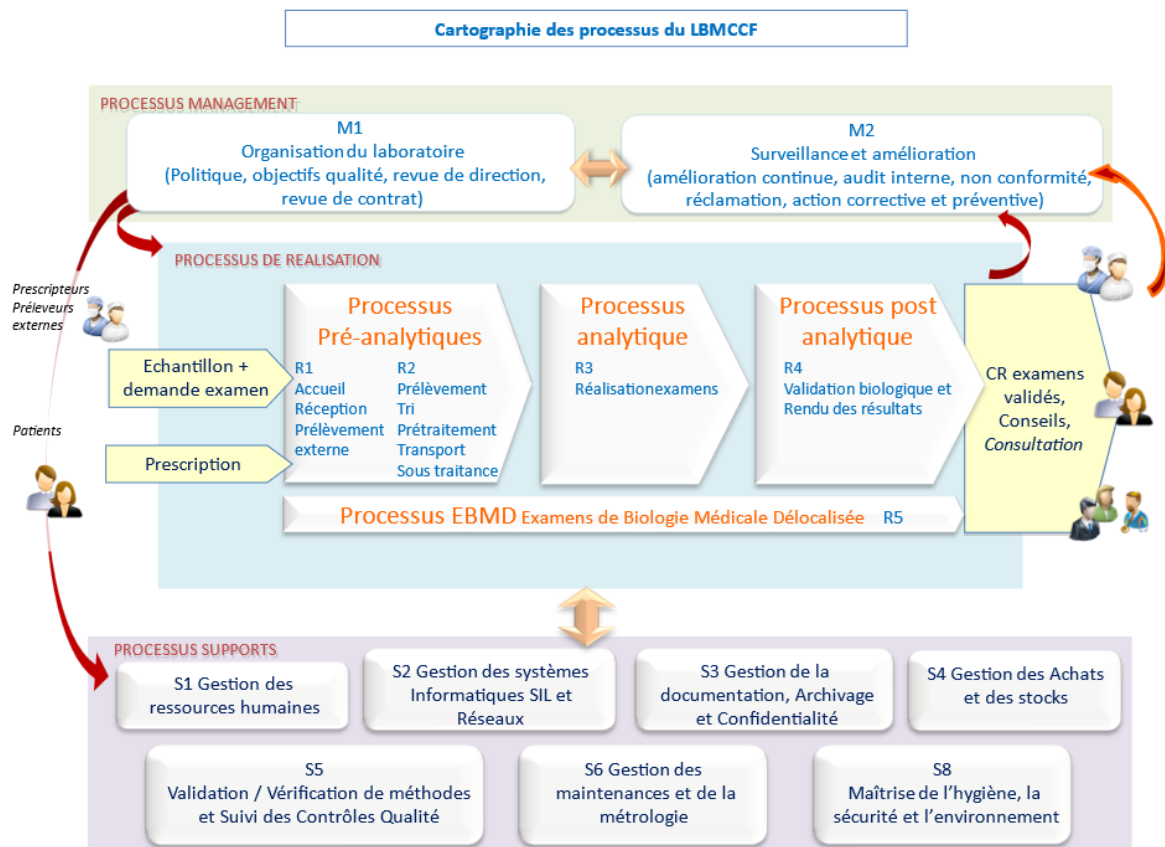 Cartographie des processus du LBMCCF
PROCESSUS MANAGEMENT
M1
Organisation du laboratoire
(Politique, objectifs qualité, revue de direction,
revue de contrat)
M2
Surveillance et amélioration
(amélioration continue, audit interne, non conformité,
réclamation, action corrective et préventive)
PROCESSUS DE REALISATION
Prescripteurs
Préleveurs
externes
Patients
Echantillon +
demande examen
Prescription
Processus
Pré-analytiques
R1
Accueil
Réception
Prélèvement
externe
R2
Prélèvement
Tri
Prétraitement
Transport
Sous traitance
Processus
analytique
R3
Réalisationexamens
Processus post
analytique
R4
Validation biologique et
Rendu des résultats
CR examens
validés,
Conseils,
Consultation
Processus EBMD Examens de Biologie Médicale Délocalisée R5
PROCESSUS SUPPORTS
S1 Gestion des
ressources humaines
S2 Gestion des systèmes
Informatiques SIL et
Réseaux
S3 Gestion de la
documentation, Archivage
et Confidentialité
S4 Gestion des Achats
et des stocks
S5
Validation / Vérification de méthodes
et Suivi des Contrôles Qualité
S6 Gestion des
maintenances et de la
métrologie
S8
Maîtrise de l'hygiène, la
sécurité et l'environnement